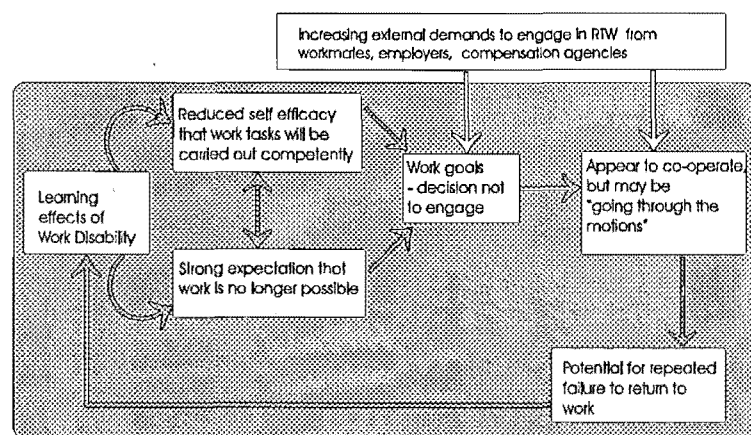 Increasing external demands to engage in RTW from
workmates, employers, compensation agencies
Reduced self efficacy
that work tasks will be
carried out competently
Learning
effects of
Work Disability
Strong expectation that
work is no longer possible
Work goals
- decision not
to engage
Appear to co-operate,
but may be
"going through the
motions"
Potential for repeated
failure to return to
work